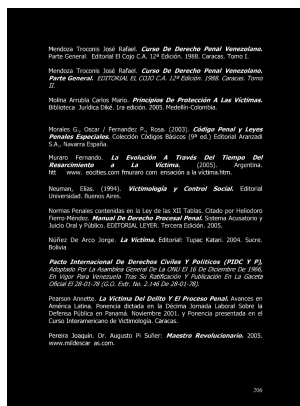 Mendoza Troconis José Rafael. Curso De Derecho Penal Venezolano.
Parte General. Editorial El Cojo C.A. 12ª Edición. 1988. Caracas. Tomo I.
Mendoza Troconis José Rafael. Curso De Derecho Penal Venezolano.
Parte General. EDITORIAL EL COJO C.A. 12ª Edición. 1988. Caracas. Tomo
II.
Molina Arrubla Carlos Mario. Principios De Protección A Las Victimas.
Biblioteca Juridica Diké. 1ra edición. 2005. Medellín-Colombia.
Morales G., Oscar / Fernandez P., Rosa. (2003). Código Penal y Leyes
Penales Especiales. Colección Códigos Básicos (9ª ed.) Editorial Aranzadi
S.A., Navarra España.
Muraro Fernando. La Evolución A Través Del Tiempo Del
Resarcimiento a La Víctima. (2005). Argentina.
htt www. eocities.com fmuraro com ensación a la víctima.htm.
Neuman, Elías. (1994). Victimología y Control Social. Editorial
Universidad. Buenos Aires.
Normas Penales contenidas en la Ley de las XII Tablas. Citato por Heliodoro
Fierro-Méndez. Manual De Derecho Procesal Penal. Sistema Acusatorio y
Juicio Oral y Público. EDITORIAL LEYER. Tercera Edición. 2005.
Núñez De Arco Jorge. La Víctima. Editorial: Tupac Katari. 2004. Sucre.
Bolivia
Pacto Internacional De Derechos Civiles Y Políticos (PIDC Y P),
Adoptado Por La Asamblea General De La ONU El 16 De Diciembre De 1966,
En Vigor Para Venezuela Tras Su Ratificación Y Publicación En La Gaceta
Oficial El 28-01-78 (G.O. Extr. No. 2.146 De 28-01-78).
Pearson Annette. La Victima Del Delito Y El Proceso Penal. Avances en
América Latina. Ponencia dictada en la Décima Jornada Laboral Sobre la
Defensa Pública en Panamá. Noviembre 2001. y Ponencia presentada en el
Curso Interamericano de Victimología. Caracas.
Pereira Joaquín. Dr. Augusto Pi Suñer: Maestro Revolucionario. 2005.
www.mildescar as.com.
206